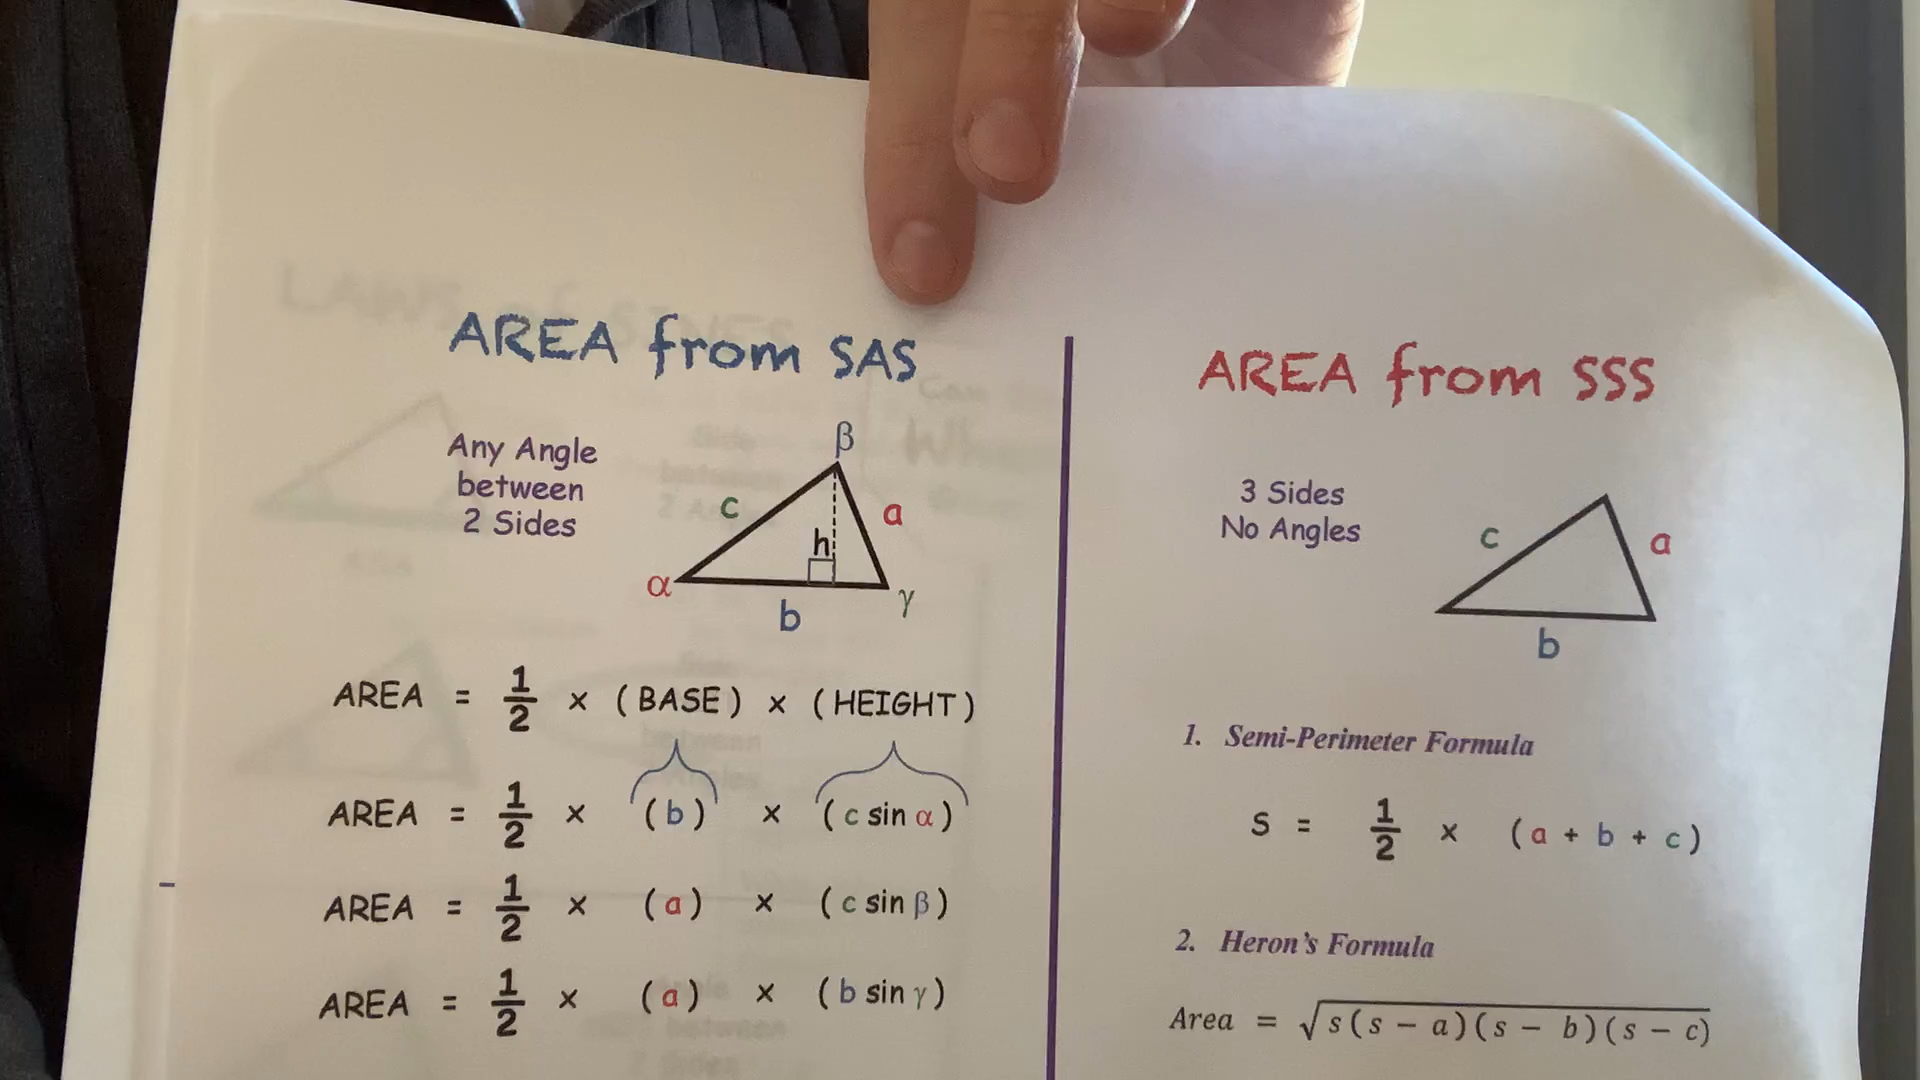 AREA from SAS
Any Angle
between
2 Sides
β
c
a
h
α
b
γ
AREA = 1/2 × (BASE) × (HEIGHT)
AREA = 1/2 × (b) × (c sin α)
AREA = 1/2 × (a) × (c sin β)
AREA = 1/2 × (a) × (b sin γ)
AREA from SSS
3 Sides
No Angles
c
a
b
1. Semi-Perimeter Formula
S = 1/2 × (a + b + c)
2. Heron's Formula
Area = √s(s − a)(s − b)(s − c)